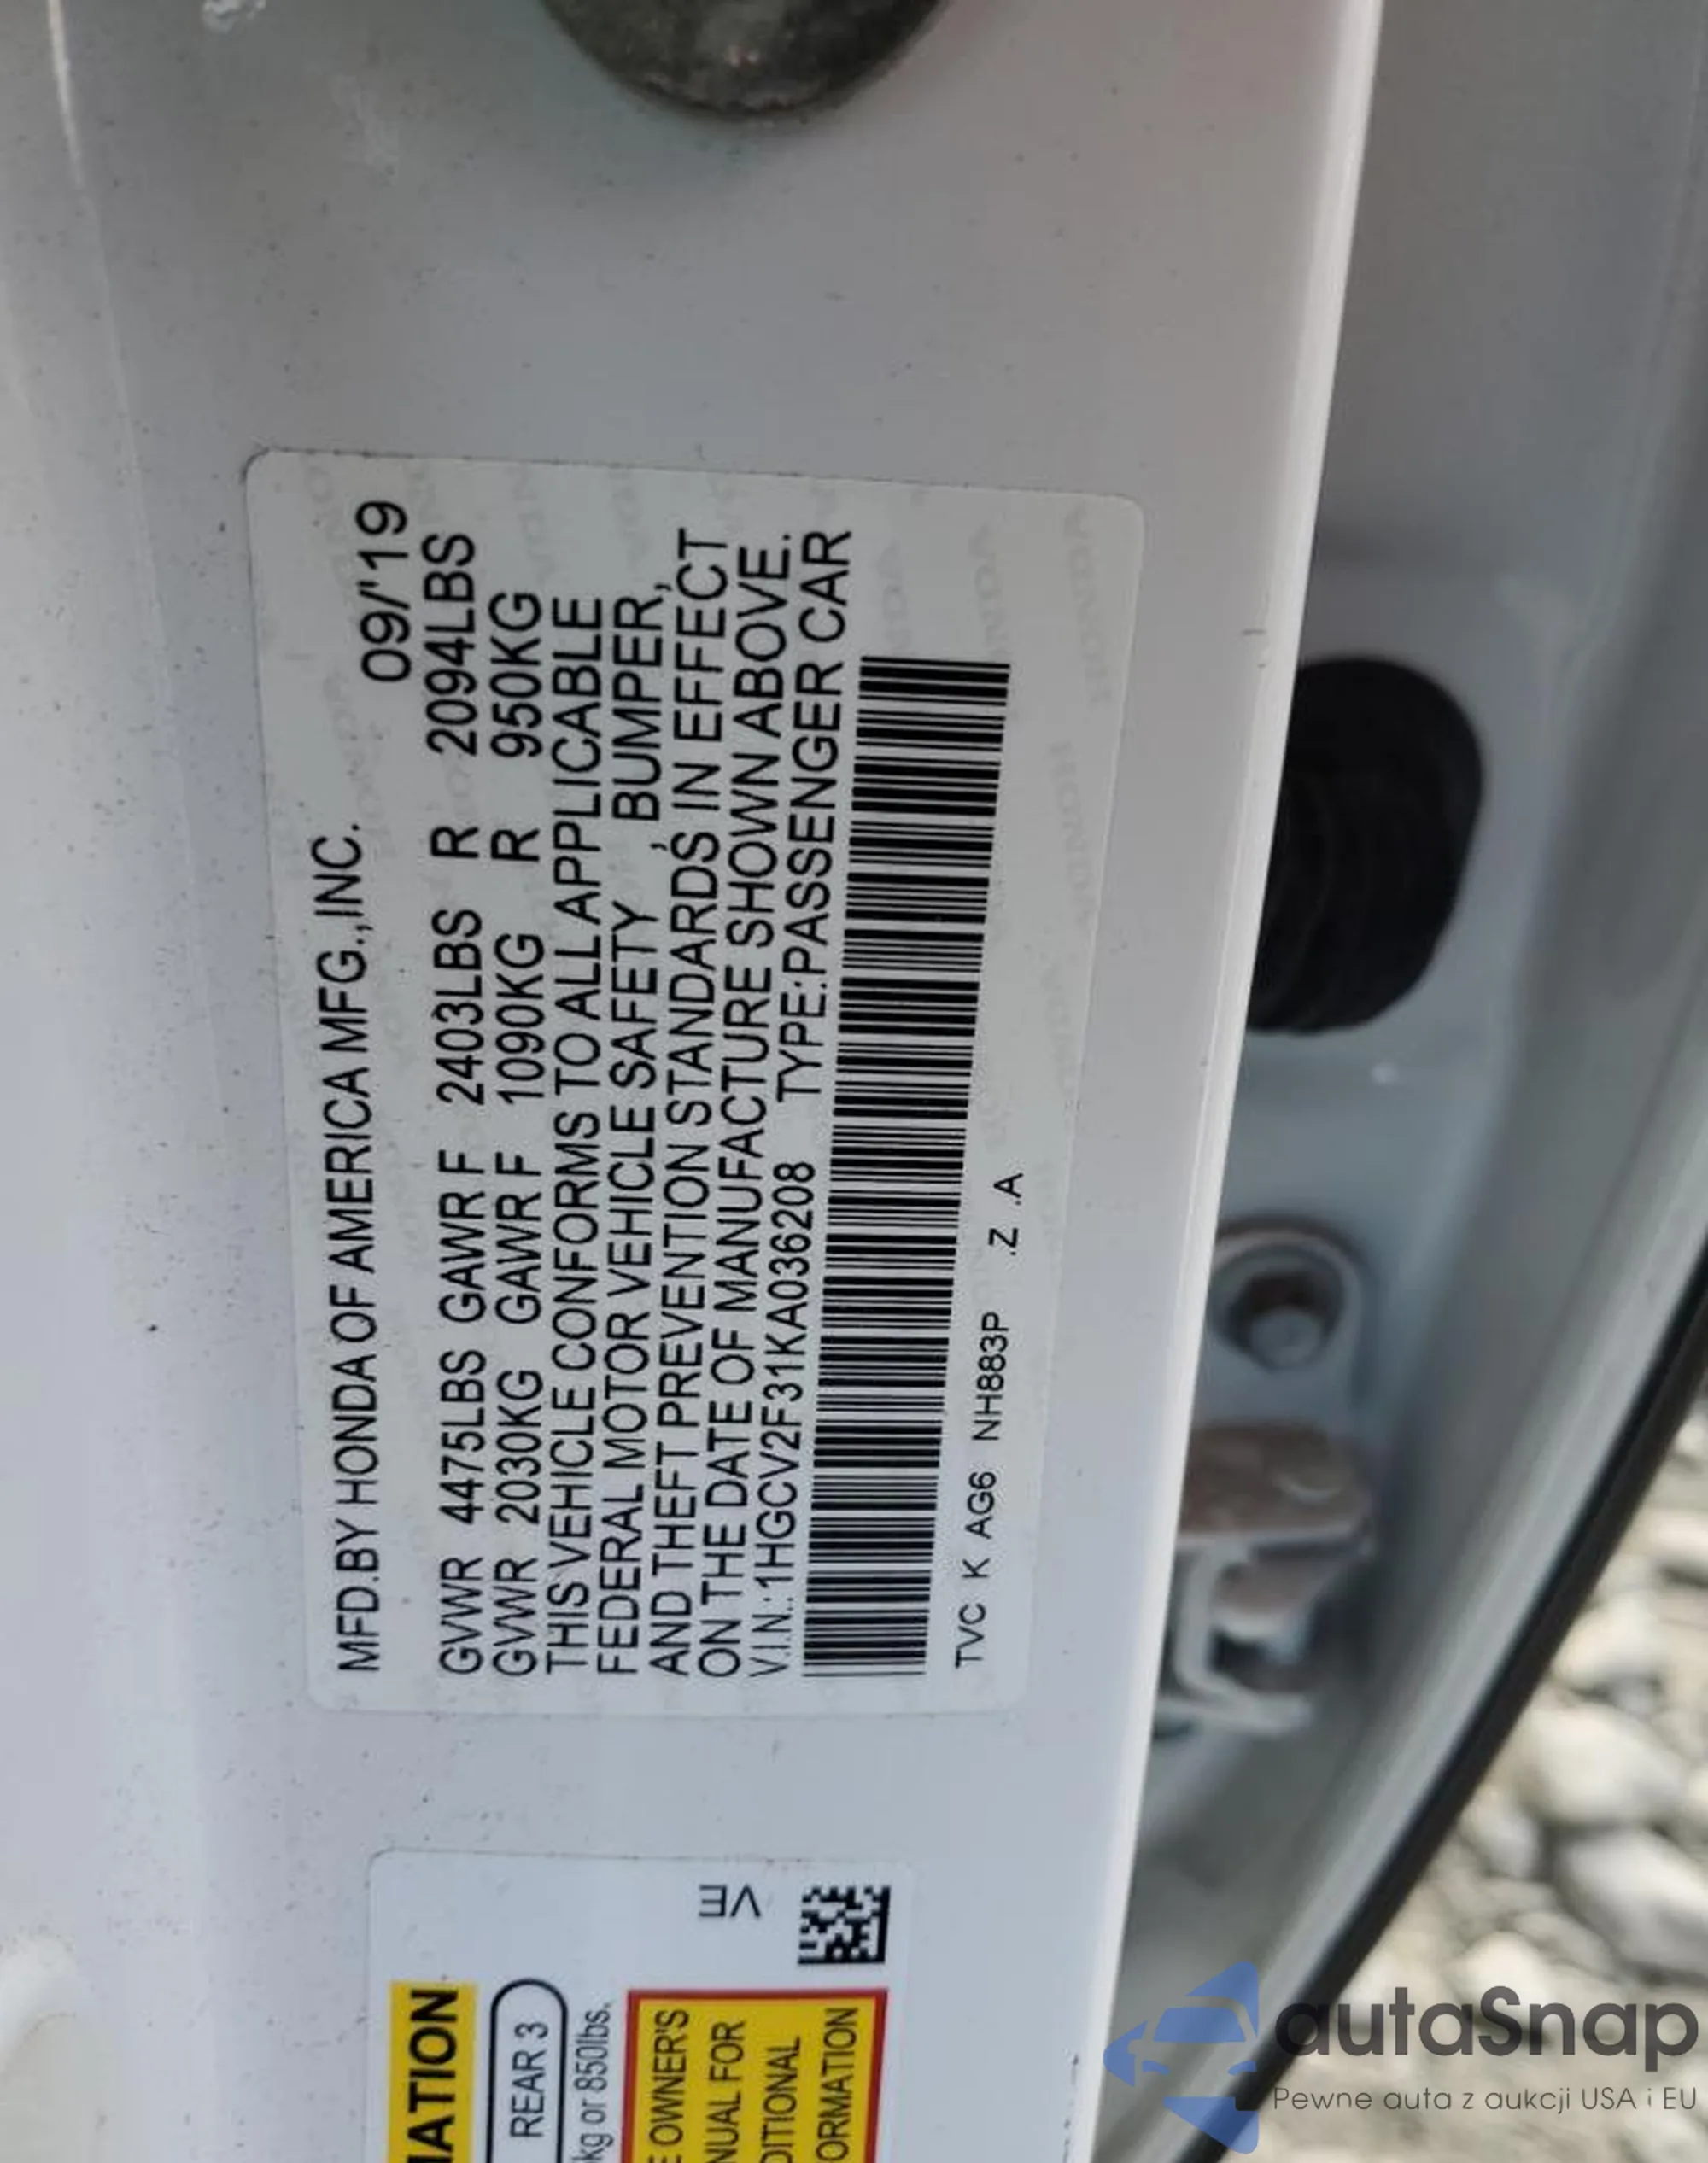 MFD.BY HONDA OF AMERICA MFG.,INC.
09/'19
GVWR 4475LBS GAWR F 2403LBS R 2094LBS
GVWR 2030KG GAWR F 1090KG R 950KG
THIS VEHICLE CONFORMS TO ALL APPLICABLE
FEDERAL MOTOR VEHICLE SAFETY , BUMPER,
AND THEFT PREVENTION STANDARDS IN EFFECT
ON THE DATE OF MANUFACTURE SHOWN ABOVE.
V.I.N.:1HGCV2F31KA036208 TYPE:PASSENGER CAR
TVC K AG6 NH883P .Z .A
VE
REAR 3
kg or 850lbs.
OWNER'S
FOR
autaSnap
Pewne auta z aukcji USA i EU